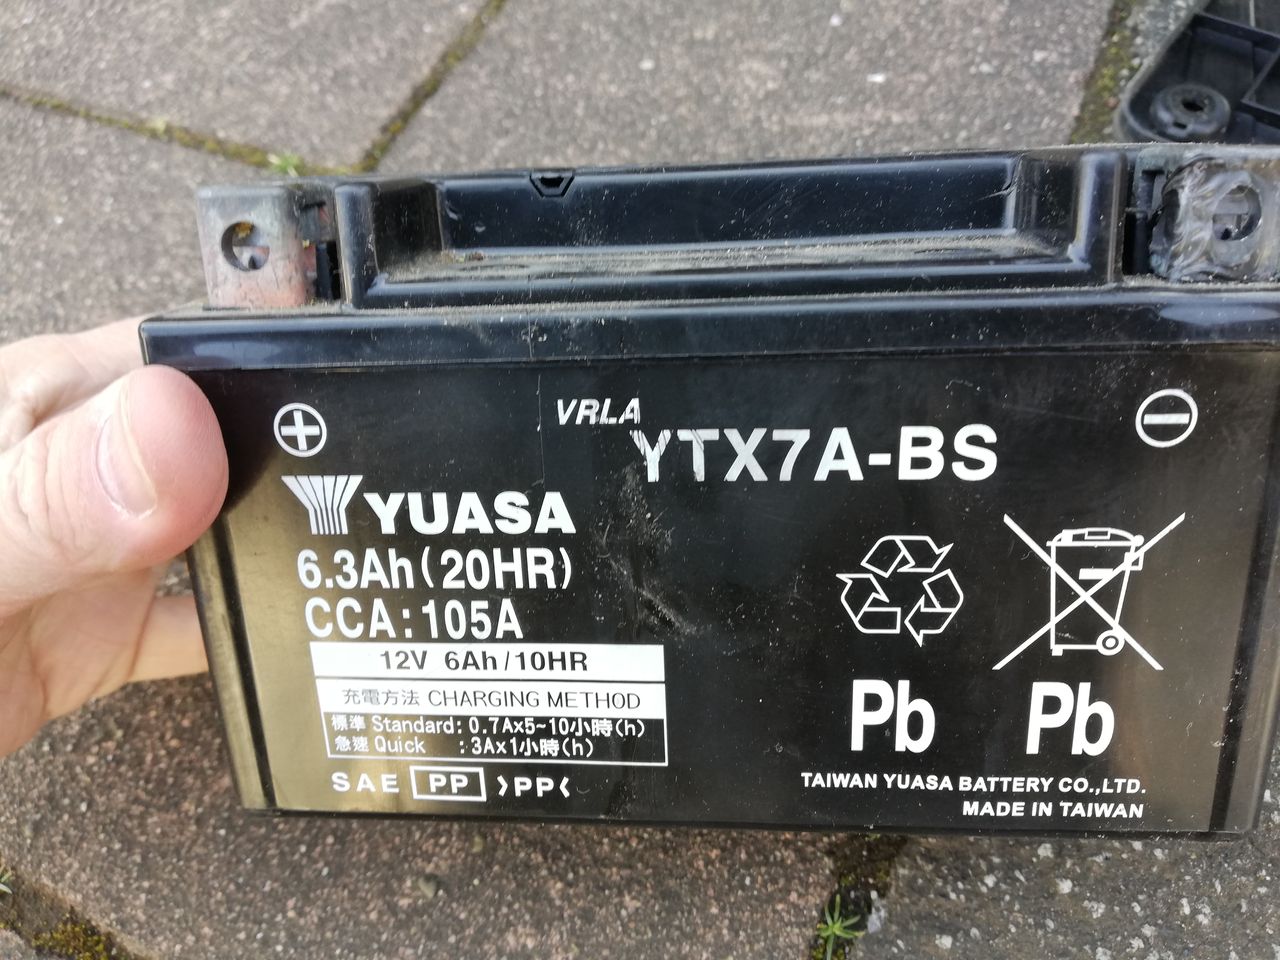 VRLA
YTX7A-BS
YUASA
6.3Ah(20HR)
CCA:105A
12V 6Ah/10HR
充電方法 CHARGING METHOD
標準 Standard: 0.7Ax5~10小時(h)
急速 Quick : 3Ax1小時(h)
SAE PP >PP<
Pb Pb
TAIWAN YUASA BATTERY CO.,LTD.
MADE IN TAIWAN